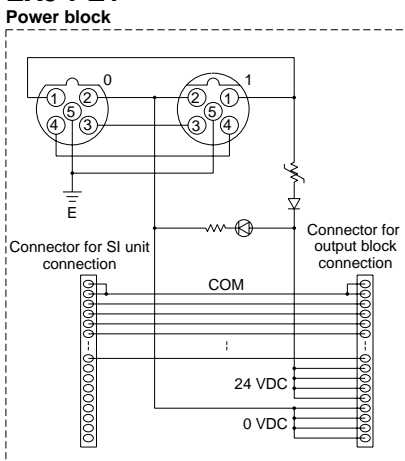 Power block
0
1
1 2
5
4 3
2 1
5
3 4
E
Connector for SI unit
connection
Connector for
output block
connection
COM
24 VDC
0 VDC